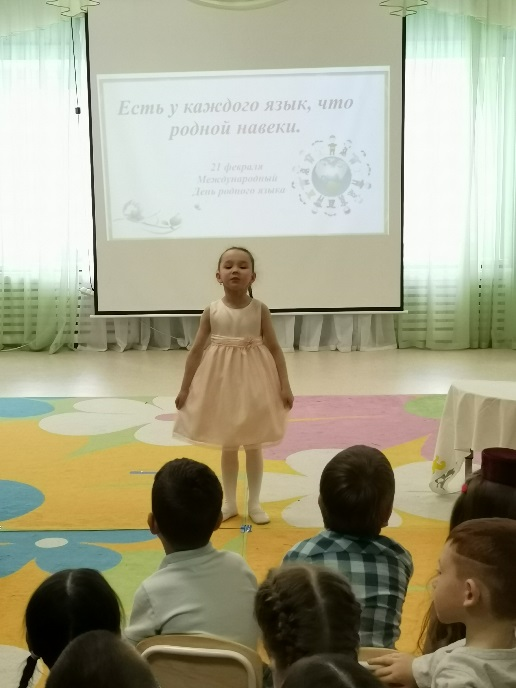 Есть у каждого язык, что
родной навеки.
21 февраля
Международный
День родного языка